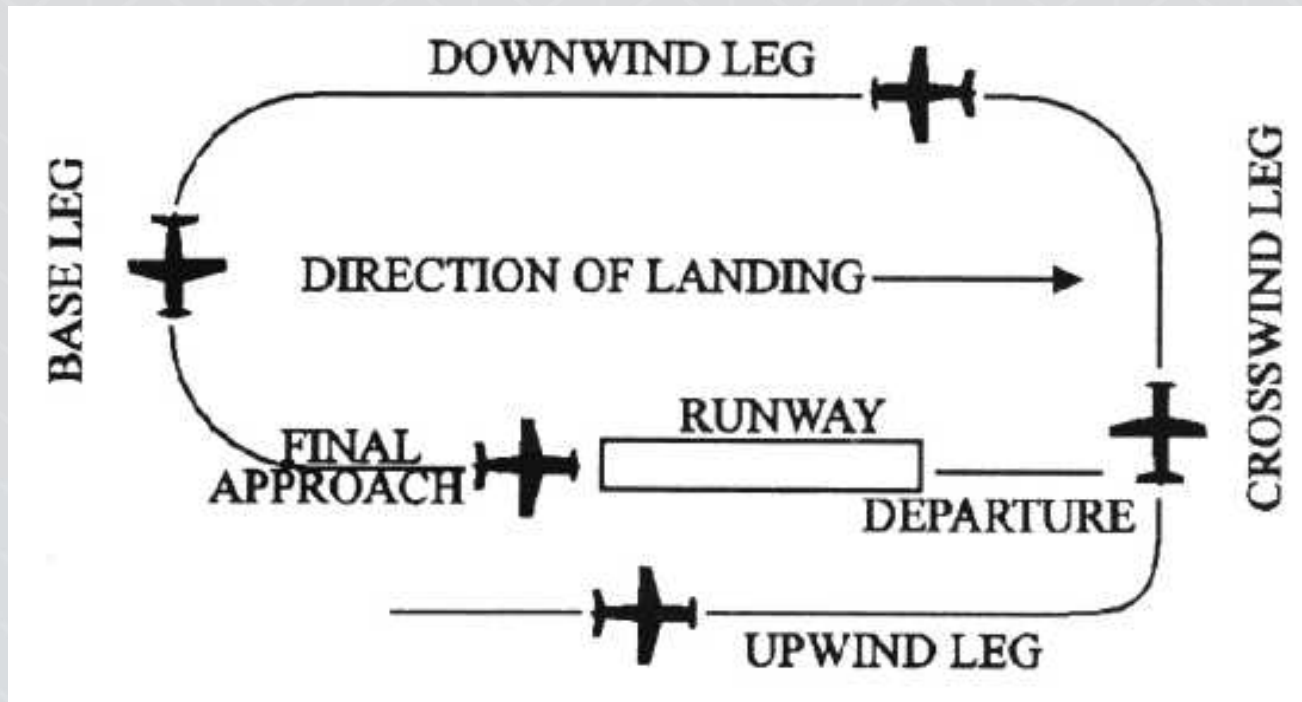 DOWNWIND LEG
BASE LEG
DIRECTION OF LANDING
CROSSWIND LEG
RUNWAY
FINAL
APPROACH
DEPARTURE
UPWIND LEG